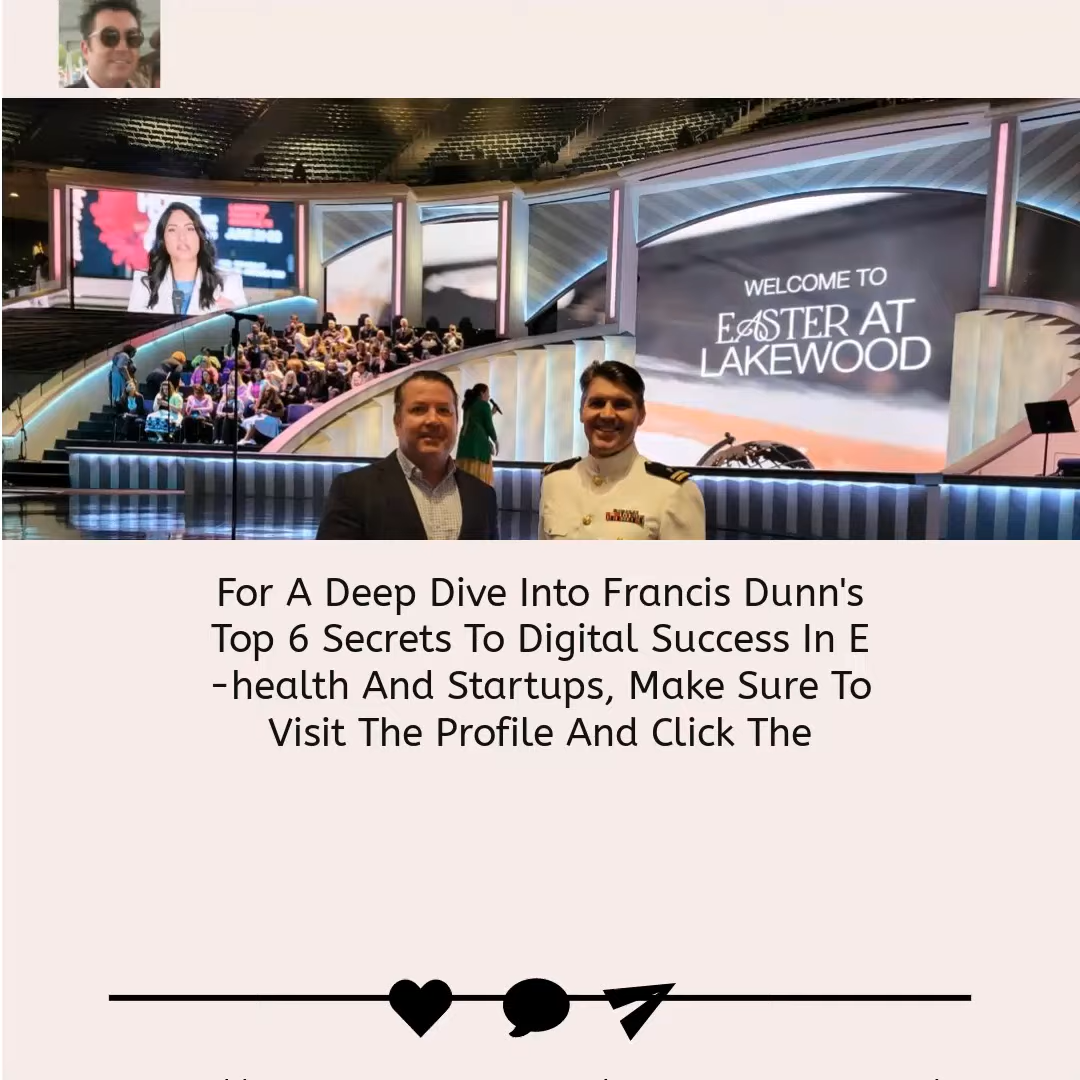 WELCOME TO
EASTER AT
LAKEWOOD
For A Deep Dive Into Francis Dunn's
Top 6 Secrets To Digital Success In E
-health And Startups, Make Sure To
Visit The Profile And Click The